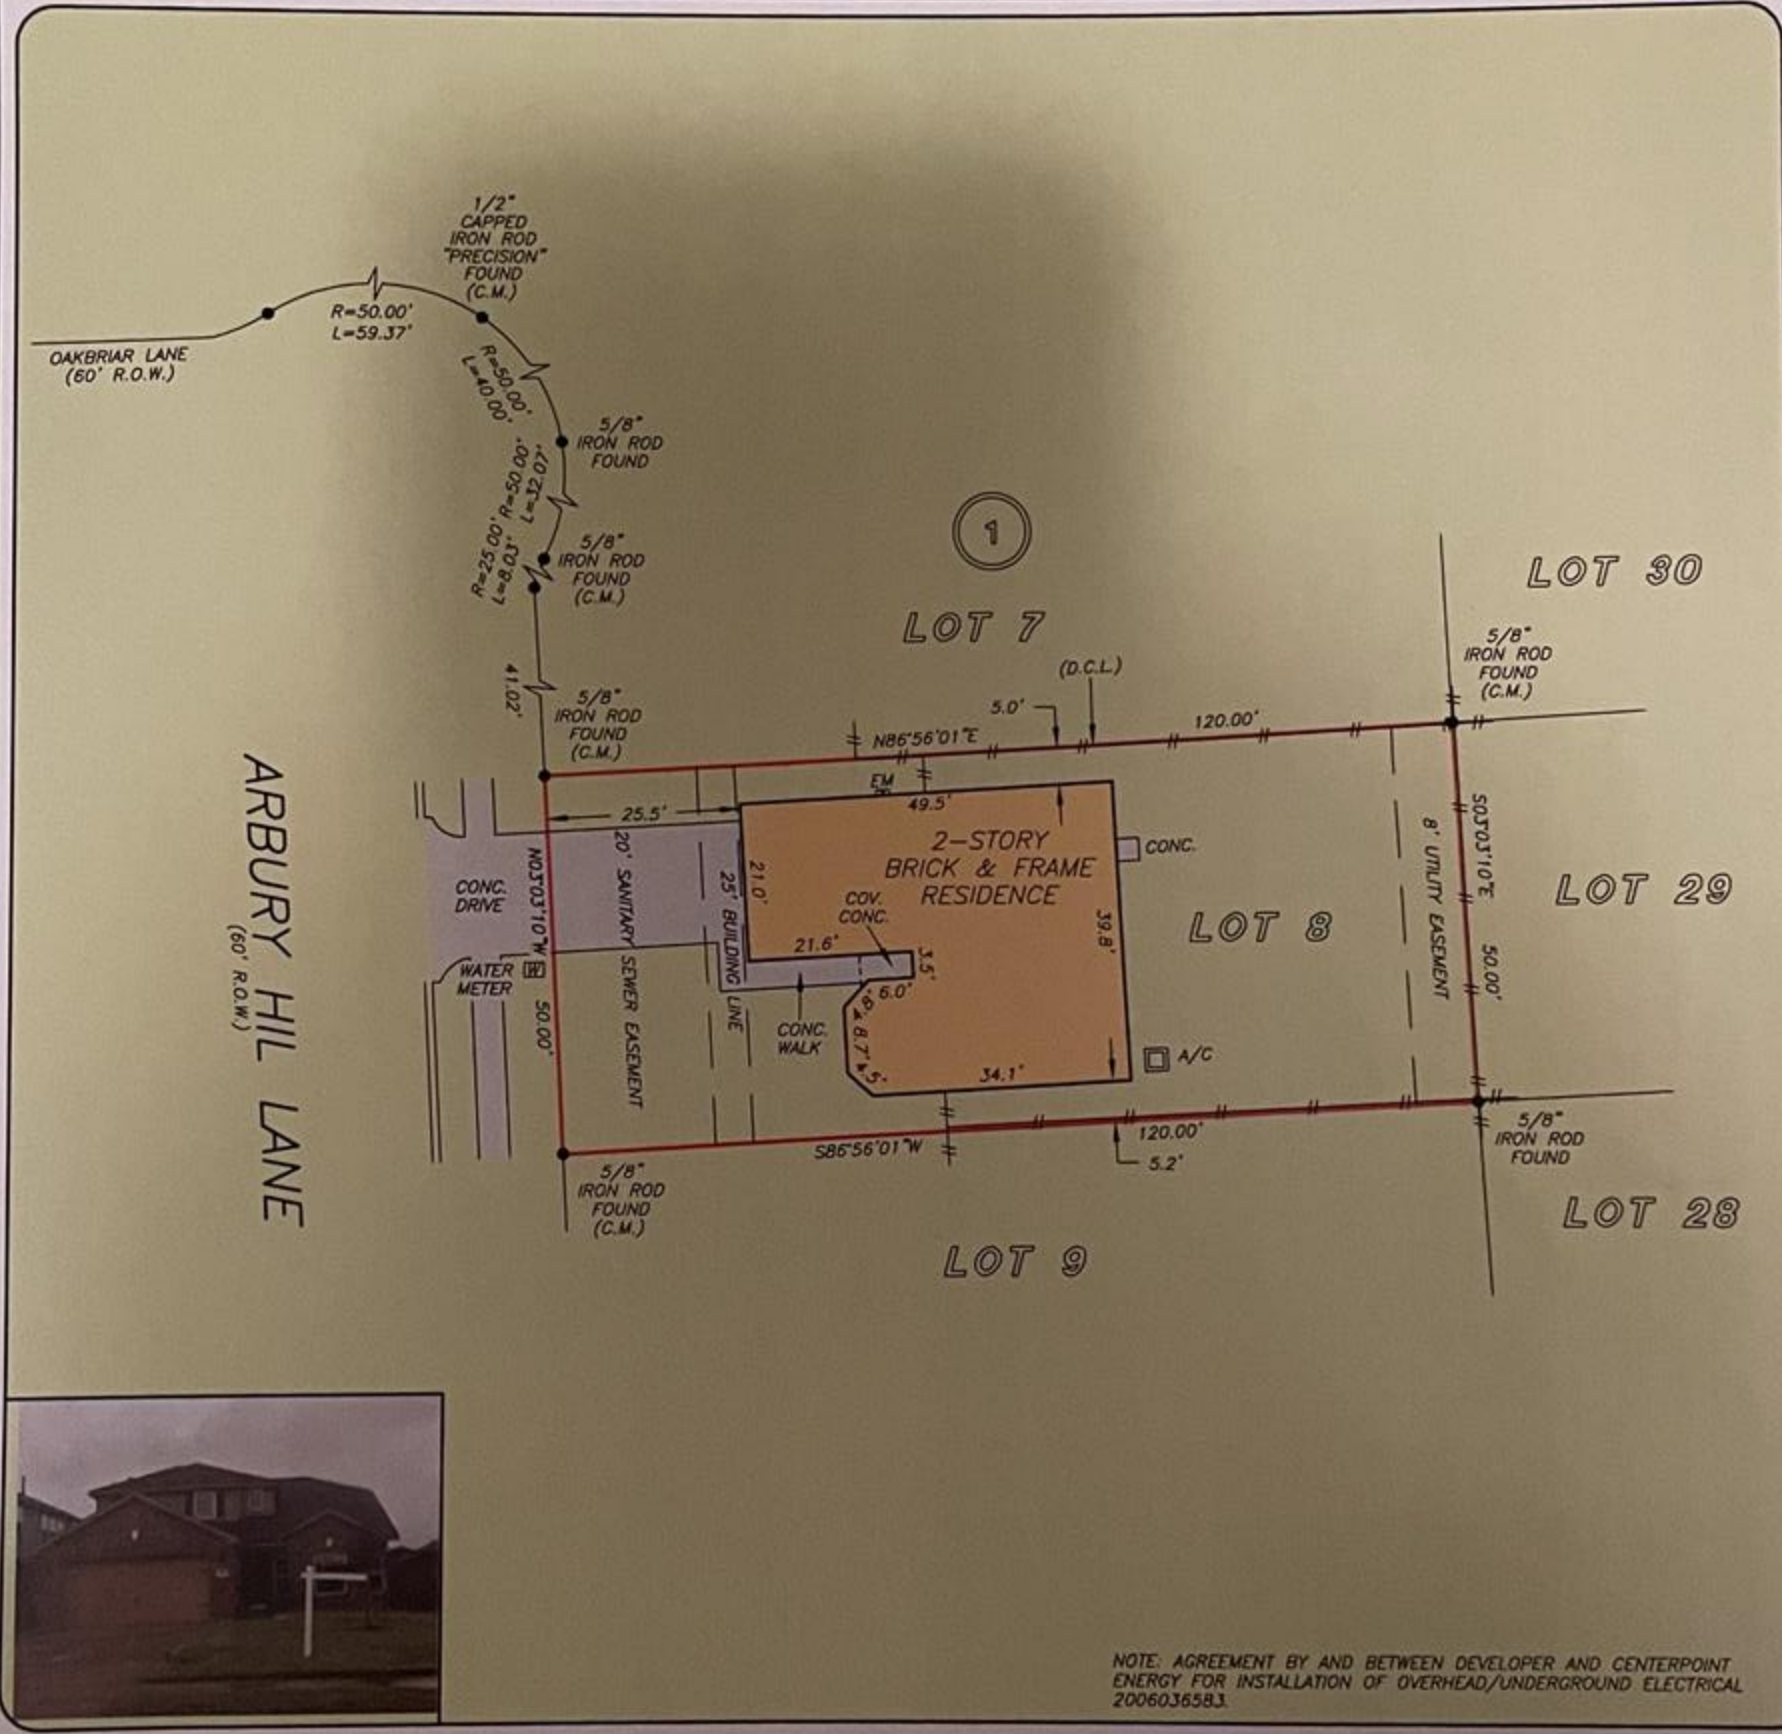 1/2"
CAPPED
IRON ROD
"PRECISION"
FOUND
(C.M.)
R=50.00'
L=59.37'
OAKBRIAR LANE
(60' R.O.W.)
R=50.00'
L=40.00'
5/8"
IRON ROD
FOUND
R=50.00'
L=32.07'
R=25.00'
L=8.03'
5/8"
IRON ROD
FOUND
(C.M.)
1
LOT 7
LOT 30
5/8"
IRON ROD
FOUND
(C.M.)
(D.C.L.)
41.02'
5/8"
IRON ROD
FOUND
(C.M.)
5.0'
120.00'
N86°56'01"E
EM
49.5'
25.5'
ARBURY HIL LANE
(60' R.O.W.)
CONC.
DRIVE
N03°03'10"W
50.00'
20' SANITARY SEWER EASEMENT
25' BUILDING LINE
21.0'
2-STORY
BRICK & FRAME
RESIDENCE
COV.
CONC.
CONC.
39.8'
LOT 8
8' UTILITY EASEMENT
S03°03'10"E
50.00'
LOT 29
21.6'
3.5'
6.0'
WATER
METER
W
CONC.
WALK
4.8'
8.7'
4.5'
34.1'
A/C
S86°56'01"W
120.00'
5.2'
5/8"
IRON ROD
FOUND
5/8"
IRON ROD
FOUND
(C.M.)
LOT 28
LOT 9
NOTE: AGREEMENT BY AND BETWEEN DEVELOPER AND CENTERPOINT
ENERGY FOR INSTALLATION OF OVERHEAD/UNDERGROUND ELECTRICAL
2006036583.